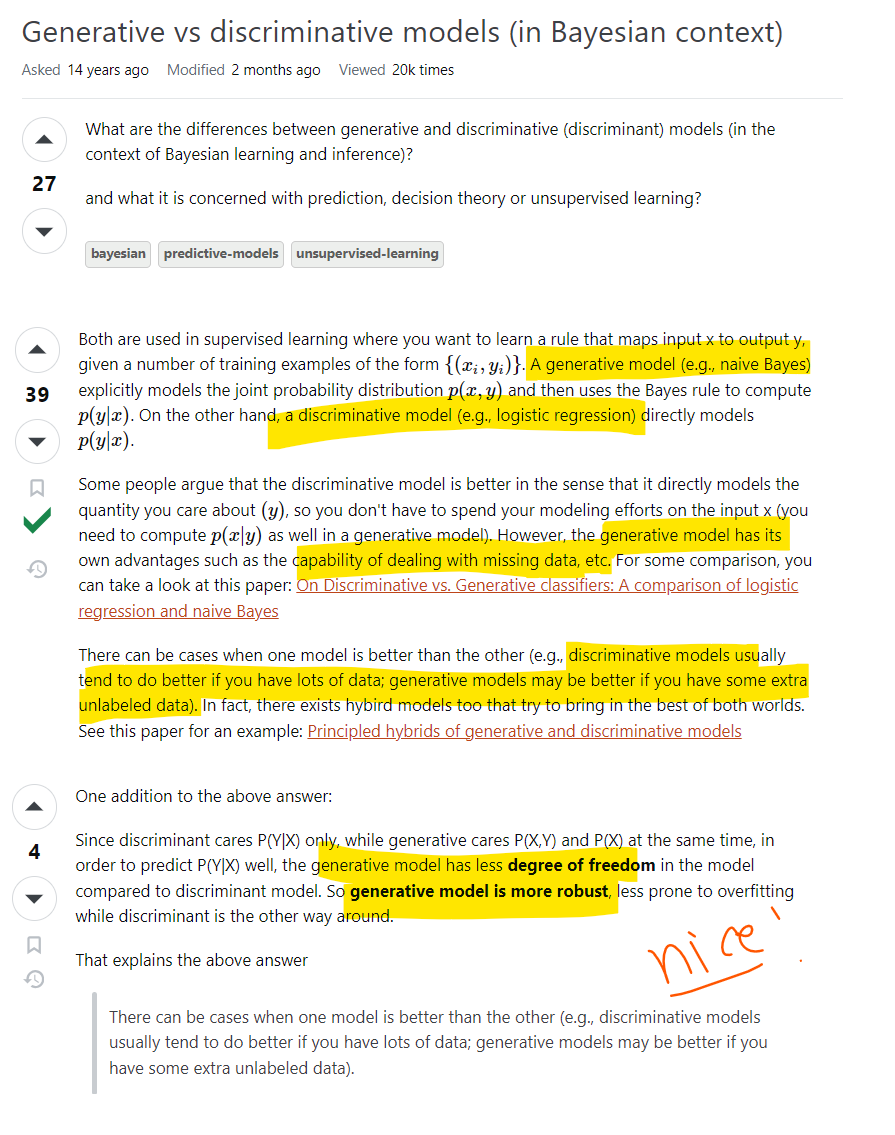 Generative vs discriminative models (in Bayesian context)
Asked 14 years ago Modified 2 months ago Viewed 20k times
What are the differences between generative and discriminative (discriminant) models (in the
context of Bayesian learning and inference)?
27
and what it is concerned with prediction, decision theory or unsupervised learning?
bayesian predictive-models unsupervised-learning
Both are used in supervised learning where you want to learn a rule that maps input x to output y,
given a number of training examples of the form {(xᵢ, yᵢ)}. A generative model (e.g., naive Bayes)
39
explicitly models the joint probability distribution p(x, y) and then uses the Bayes rule to compute
p(y|x). On the other hand, a discriminative model (e.g., logistic regression) directly models
p(y|x).
Some people argue that the discriminative model is better in the sense that it directly models the
quantity you care about (y), so you don't have to spend your modeling efforts on the input x (you
need to compute p(x|y) as well in a generative model). However, the generative model has its
own advantages such as the capability of dealing with missing data, etc. For some comparison, you
can take a look at this paper: On Discriminative vs. Generative classifiers: A comparison of logistic
regression and naive Bayes
There can be cases when one model is better than the other (e.g., discriminative models usually
tend to do better if you have lots of data; generative models may be better if you have some extra
unlabeled data). In fact, there exists hybird models too that try to bring in the best of both worlds.
See this paper for an example: Principled hybrids of generative and discriminative models
One addition to the above answer:
4
Since discriminant cares P(Y|X) only, while generative cares P(X,Y) and P(X) at the same time, in
order to predict P(Y|X) well, the generative model has less degree of freedom in the model
compared to discriminant model. So generative model is more robust, less prone to overfitting
while discriminant is the other way around.
nice!
That explains the above answer
There can be cases when one model is better than the other (e.g., discriminative models
usually tend to do better if you have lots of data; generative models may be better if you
have some extra unlabeled data).